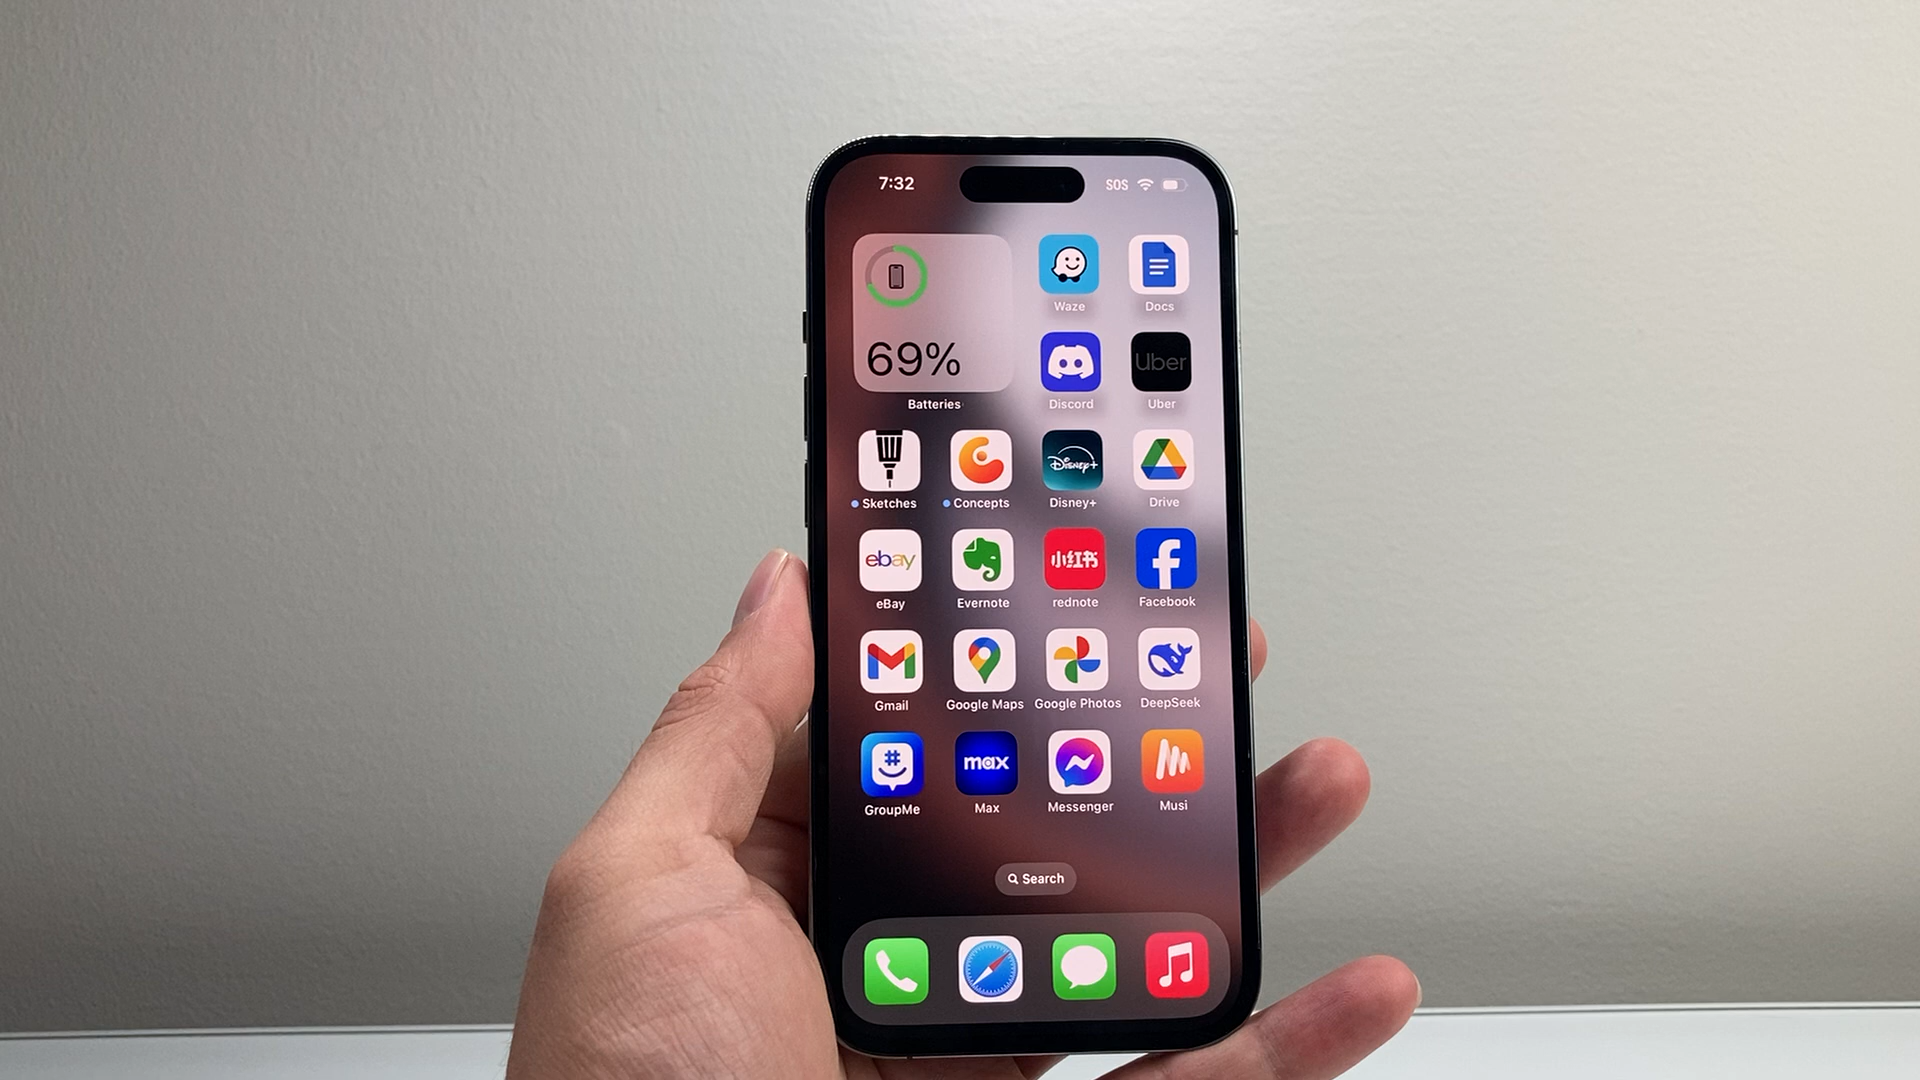 7:32 SOS
69%
Batteries
Waze Docs
Uber
Discord Uber
Disney+
Sketches Concepts Disney+ Drive
ebay 小红书
eBay Evernote rednote Facebook
Gmail Google Maps Google Photos DeepSeek
max
GroupMe Max Messenger Musi
Search